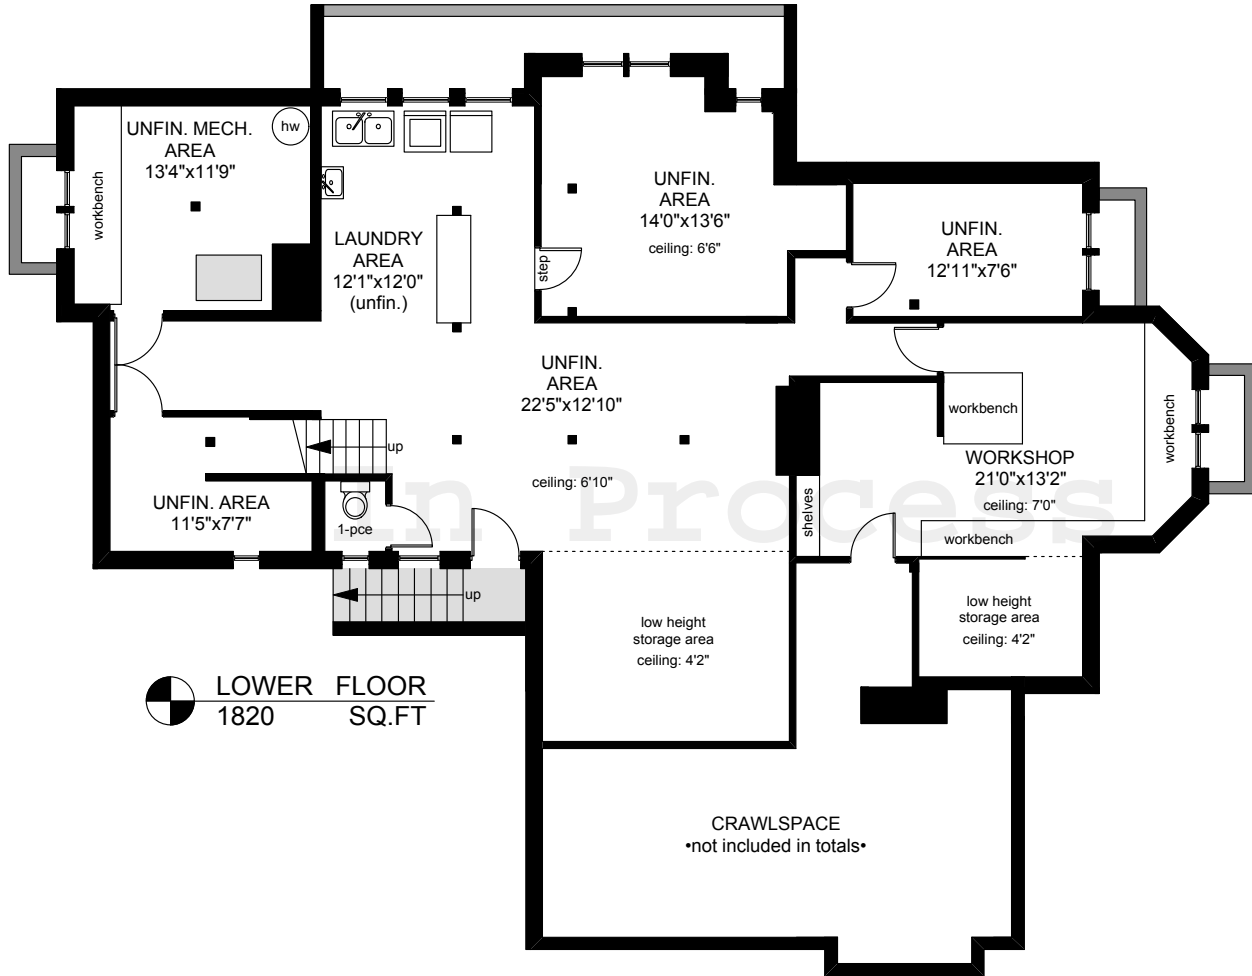 UNFIN. MECH.
AREA
13'4"x11'9"
hw
workbench
LAUNDRY
AREA
12'1"x12'0"
(unfin.)
step
UNFIN.
AREA
14'0"x13'6"
ceiling: 6'6"
UNFIN.
AREA
12'11"x7'6"
UNFIN.
AREA
22'5"x12'10"
ceiling: 6'10"
workbench
workbench
WORKSHOP
21'0"x13'2"
ceiling: 7'0"
workbench
shelves
up
In Process
UNFIN. AREA
11'5"x7'7"
1-pce
up
low height
storage area
ceiling: 4'2"
low height
storage area
ceiling: 4'2"
LOWER FLOOR
1820 SQ.FT
CRAWLSPACE
•not included in totals•